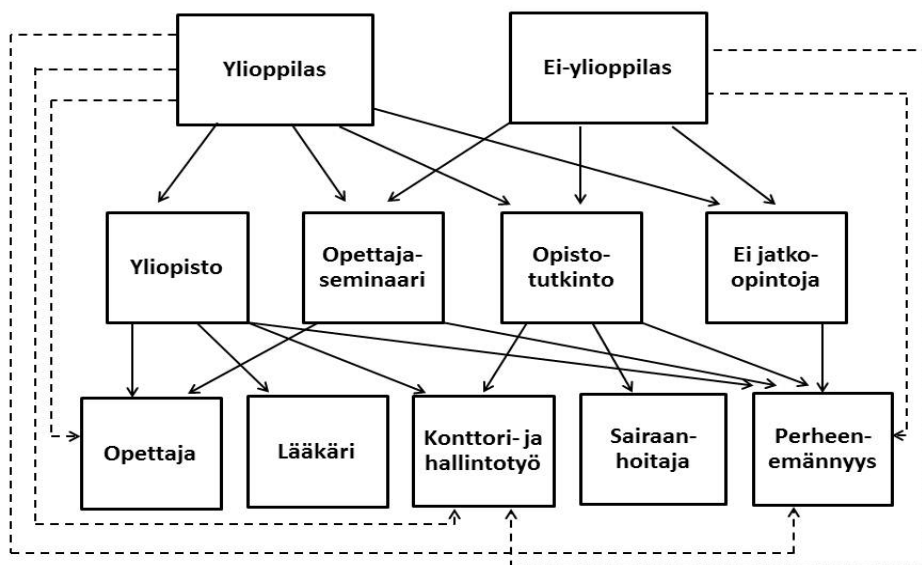 Ylioppilas
Ei-ylioppilas
Yliopisto
Opettaja-
seminaari
Opisto-
tutkinto
Ei jatko-
opintoja
Opettaja
Lääkäri
Konttori- ja
hallintotyö
Sairaan-
hoitaja
Perheen-
emännyys